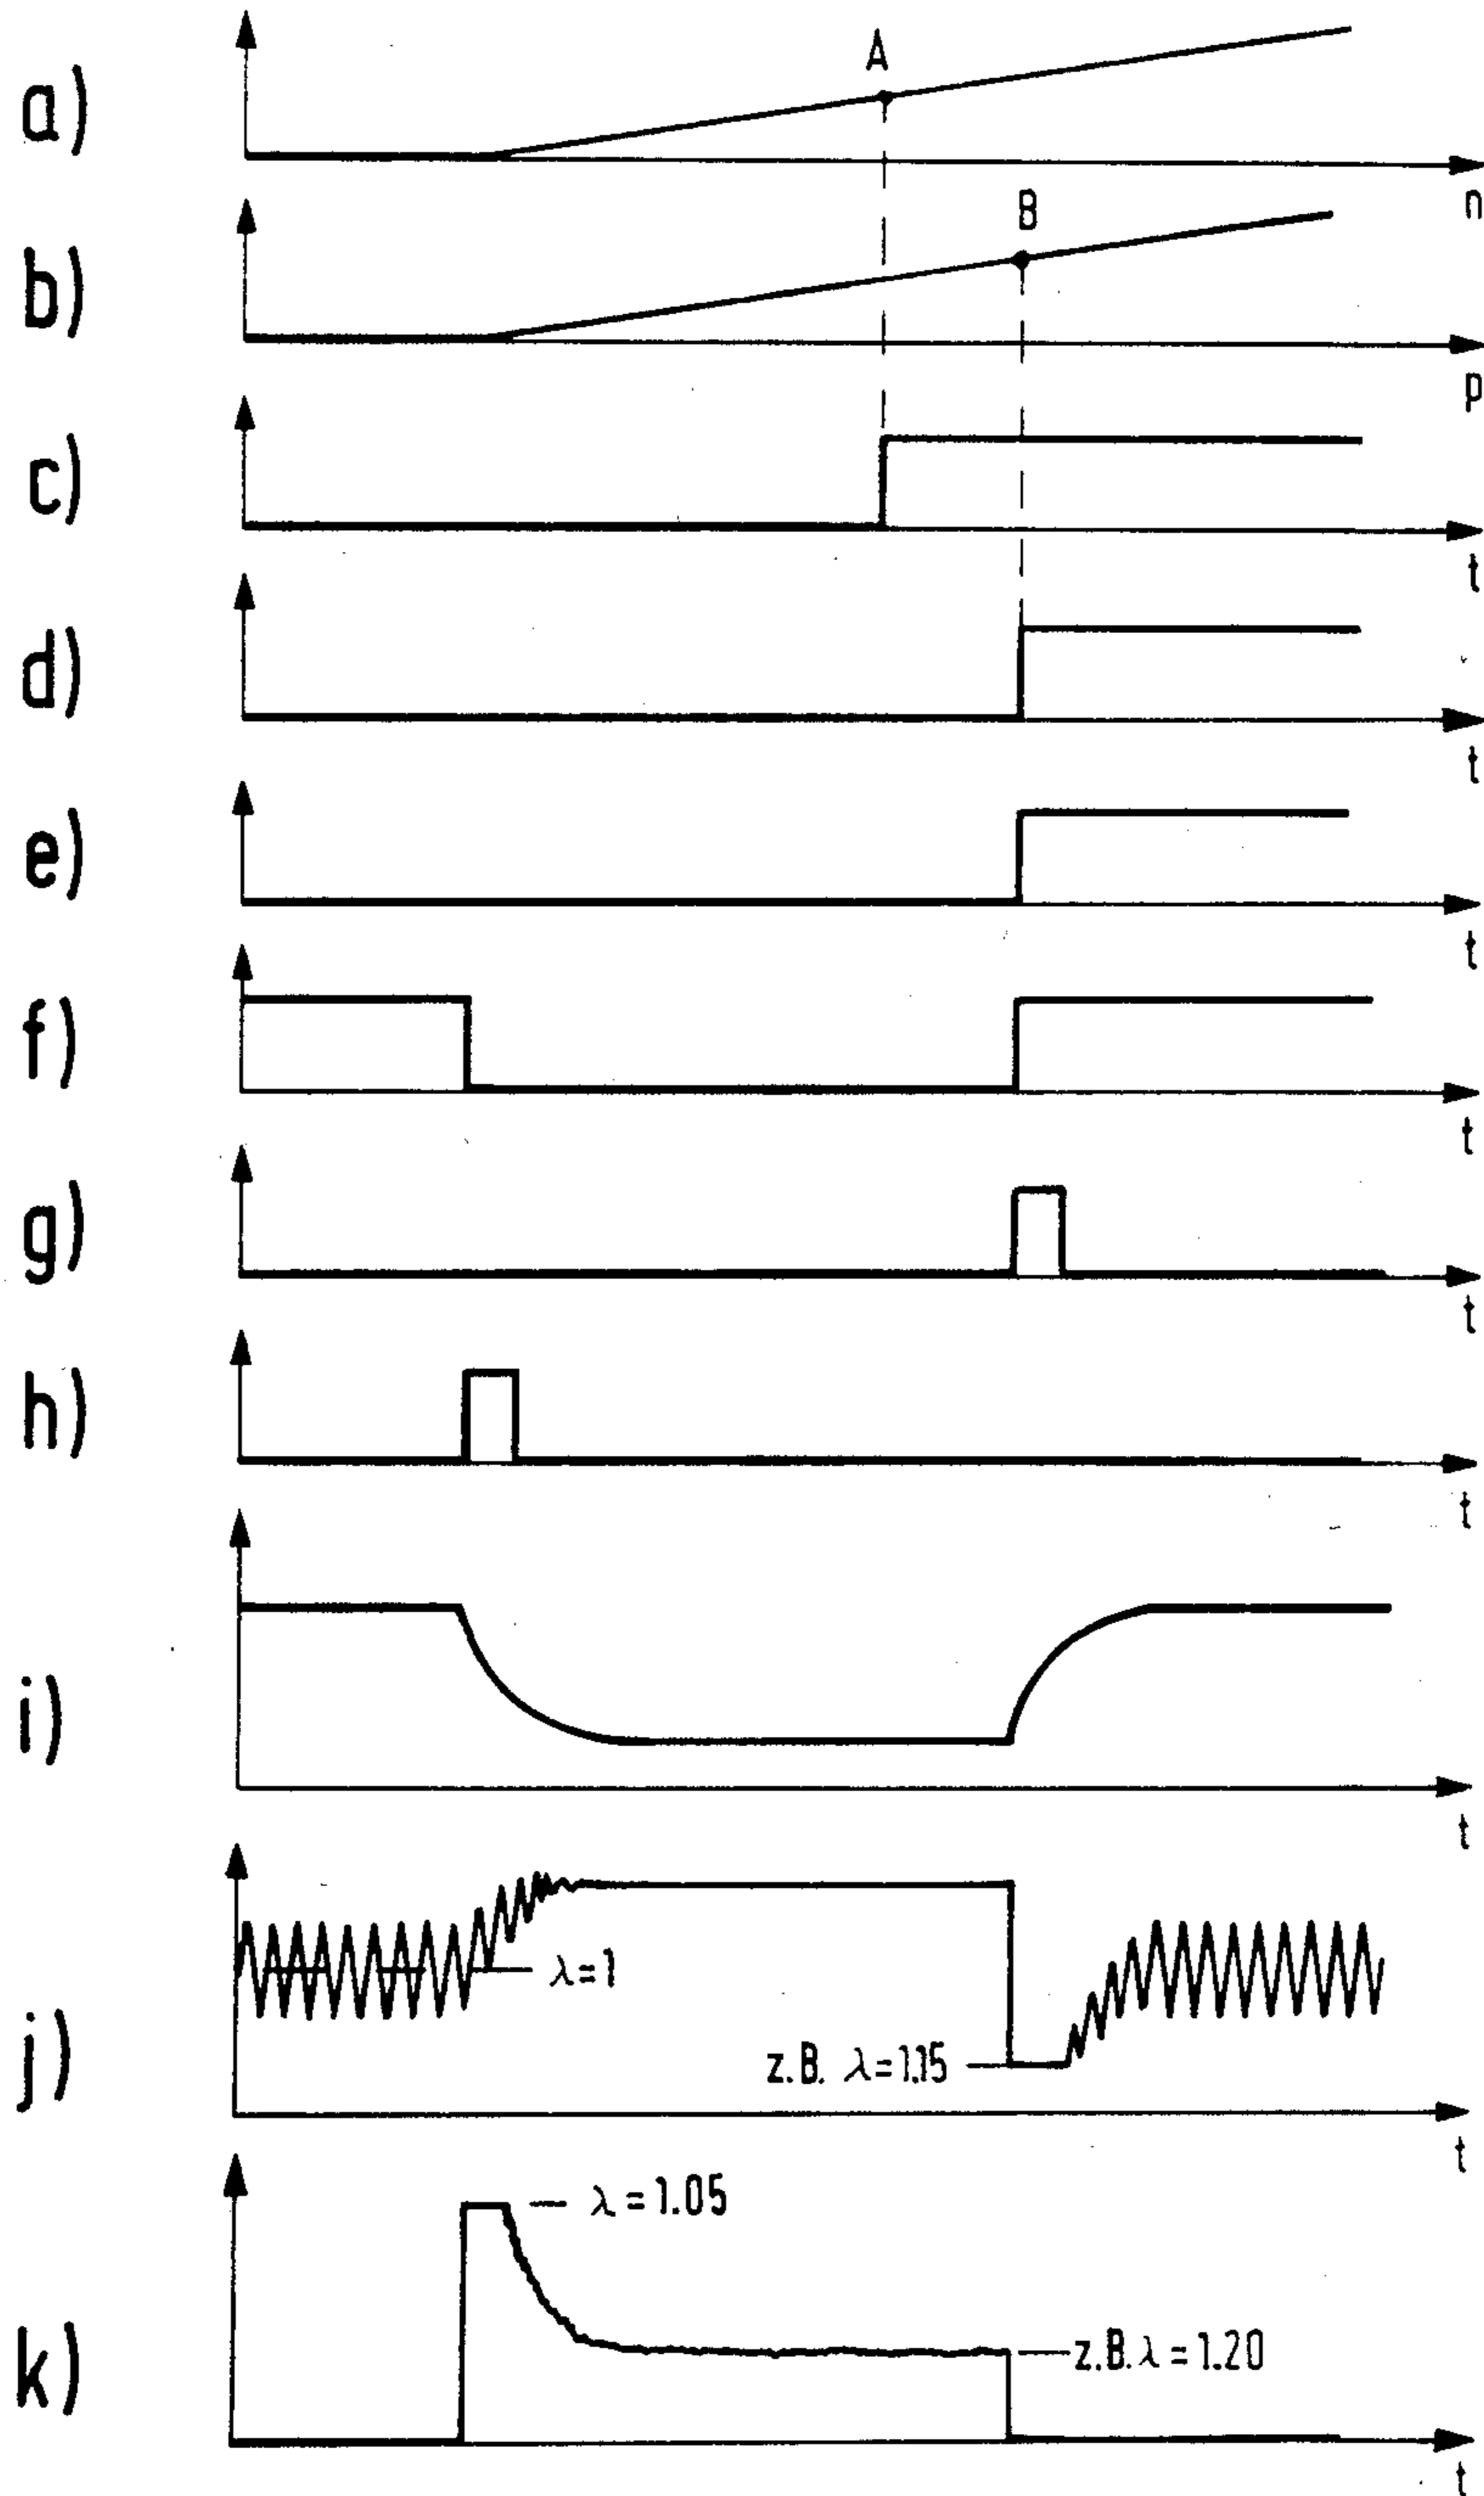 A
a)
n
B
b)
p
c)
t
d)
t
e)
t
f)
t
g)
t
h)
t
i)
t
λ=1
j)
z.B. λ=1.15
t
λ=1.05
k)
z.B. λ=1.20
t